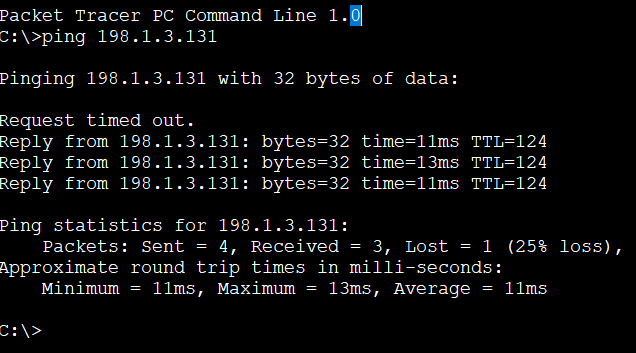 Packet Tracer PC Command Line 1.0
C:\>ping 198.1.3.131
Pinging 198.1.3.131 with 32 bytes of data:
Request timed out.
Reply from 198.1.3.131: bytes=32 time=11ms TTL=124
Reply from 198.1.3.131: bytes=32 time=13ms TTL=124
Reply from 198.1.3.131: bytes=32 time=11ms TTL=124
Ping statistics for 198.1.3.131:
Packets: Sent = 4, Received = 3, Lost = 1 (25% loss),
Approximate round trip times in milli-seconds:
Minimum = 11ms, Maximum = 13ms, Average = 11ms
C:\>